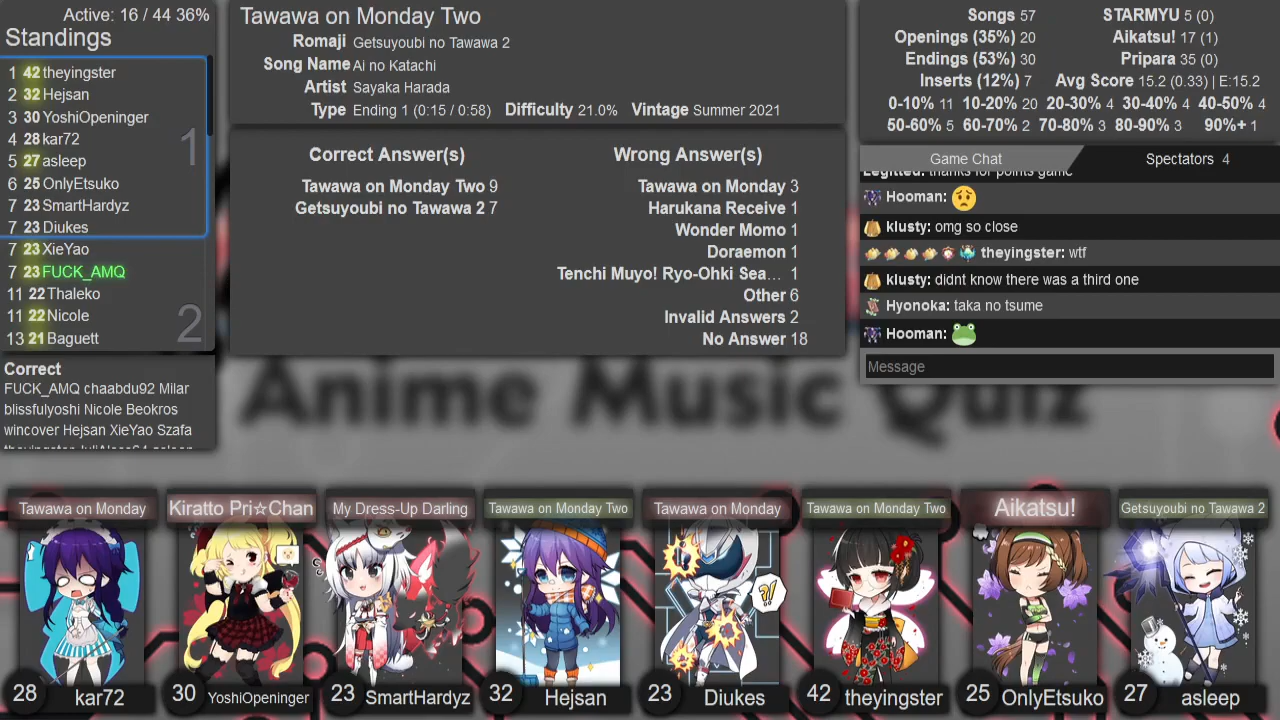 Active: 16 / 44 36%
Standings
1 42 theyingster
2 32 Hejsan
3 30 YoshiOpeninger
4 28 kar72
5 27 asleep
6 25 OnlyEtsuko
7 23 SmartHardyz
7 23 Diukes
1
7 23 XieYao
7 23 FUCK_AMQ
11 22 Thaleko
11 22 Nicole
13 21 Baguett
2
Correct
FUCK_AMQ chaabdu92 Milar
blissfulyoshi Nicole Beokros
wincover Hejsan XieYao Szafa
Tawawa on Monday Two
Romaji Getsuyoubi no Tawawa 2
Song Name Ai no Katachi
Artist Sayaka Harada
Type Ending 1 (0:15 / 0:58) Difficulty 21.0% Vintage Summer 2021
Correct Answer(s)
Tawawa on Monday Two 9
Getsuyoubi no Tawawa 2 7
Wrong Answer(s)
Tawawa on Monday 3
Harukana Receive 1
Wonder Momo 1
Doraemon 1
Tenchi Muyo! Ryo-Ohki Sea… 1
Other 6
Invalid Answers 2
No Answer 18
Songs 57 STARMYU 5 (0)
Openings (35%) 20 Aikatsu! 17 (1)
Endings (53%) 30 Pripara 35 (0)
Inserts (12%) 7 Avg Score 15.2 (0.33) | E:15.2
0-10% 11 10-20% 20 20-30% 4 30-40% 4 40-50% 4
50-60% 5 60-70% 2 70-80% 3 80-90% 3 90%+ 1
Game Chat Spectators 4
Legitted: thanks for points game
Hooman:
klusty: omg so close
theyingster: wtf
klusty: didnt know there was a third one
Hyonoka: taka no tsume
Hooman:
Message
Anime Music Quiz
Tawawa on Monday
Kiratto Pri☆Chan
My Dress-Up Darling
Tawawa on Monday Two
Tawawa on Monday
Tawawa on Monday Two
Aikatsu!
Getsuyoubi no Tawawa 2
?!
28 kar72
30 YoshiOpeninger
23 SmartHardyz
32 Hejsan
23 Diukes
42 theyingster
25 OnlyEtsuko
27 asleep